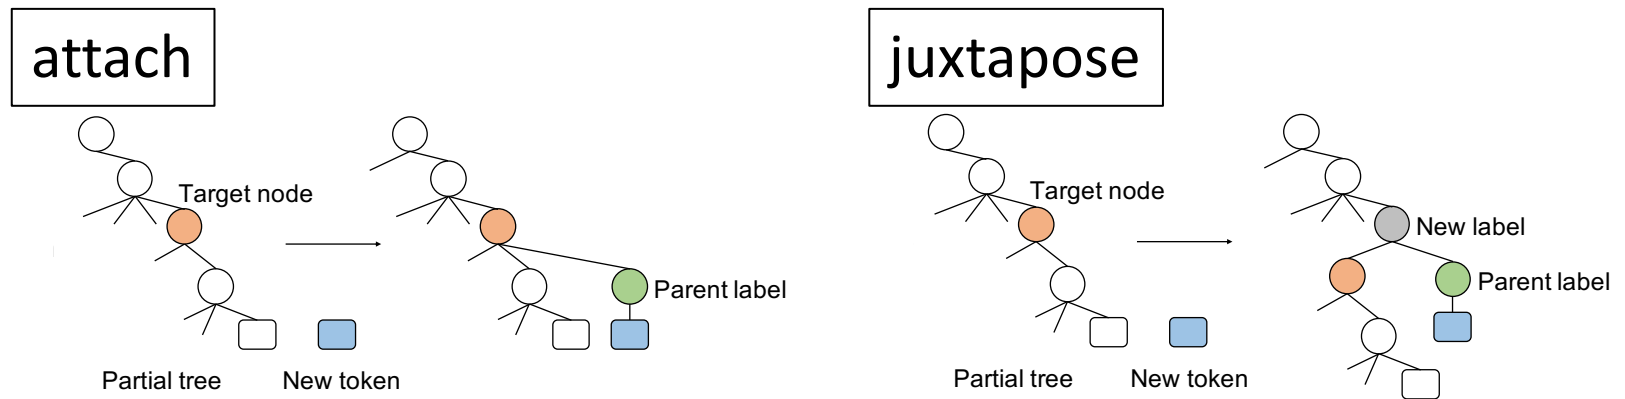 attach
Target node
Parent label
Partial tree
New token
juxtapose
Target node
New label
Parent label
Partial tree
New token